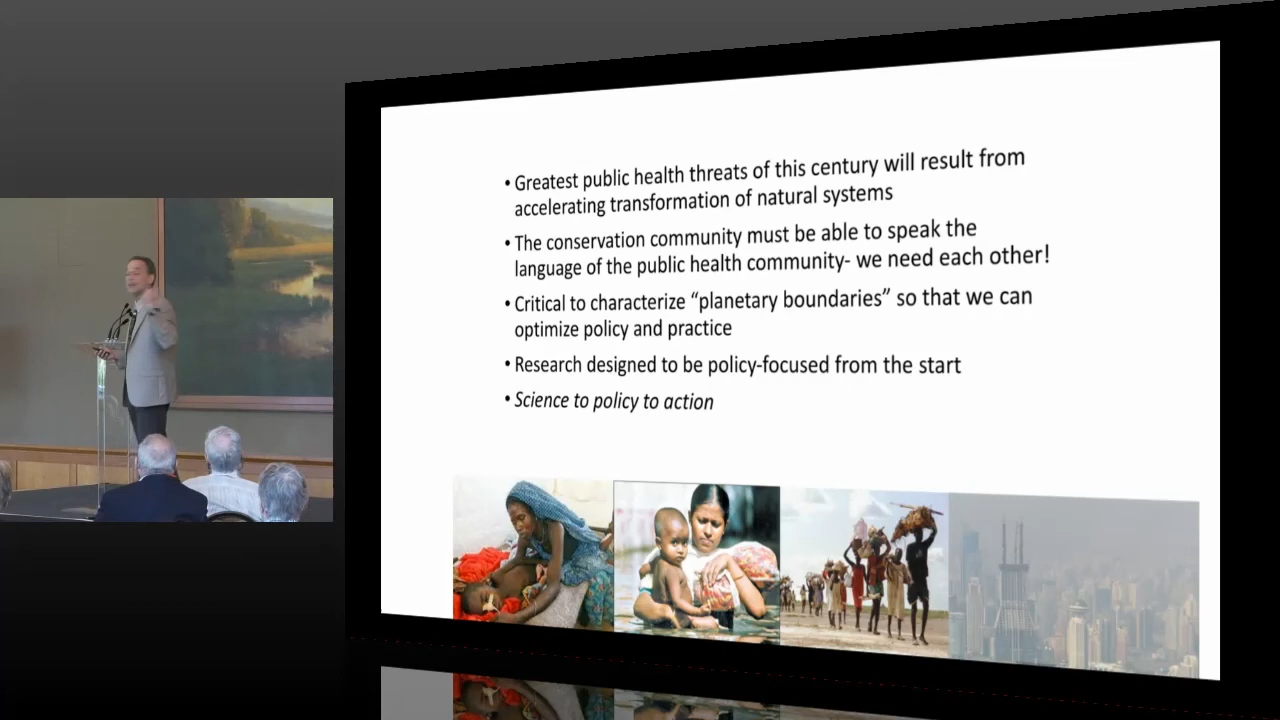 • Greatest public health threats of this century will result from
accelerating transformation of natural systems
• The conservation community must be able to speak the
language of the public health community- we need each other!
• Critical to characterize “planetary boundaries” so that we can
optimize policy and practice
• Research designed to be policy-focused from the start
• Science to policy to action